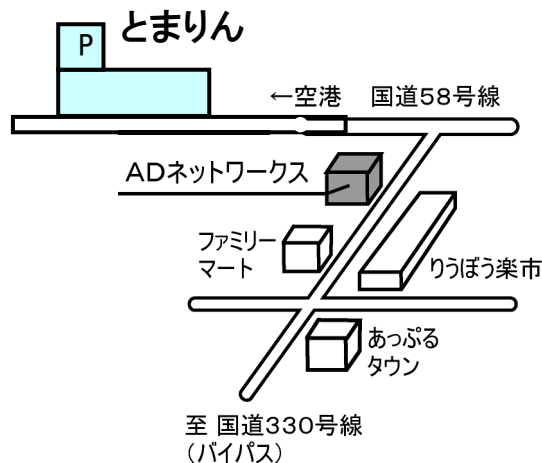 とまりん
P
←空港
国道58号線
ADネットワークス
ファミリー
マート
りうぼう楽市
あっぷる
タウン
至 国道330号線
(バイパス)